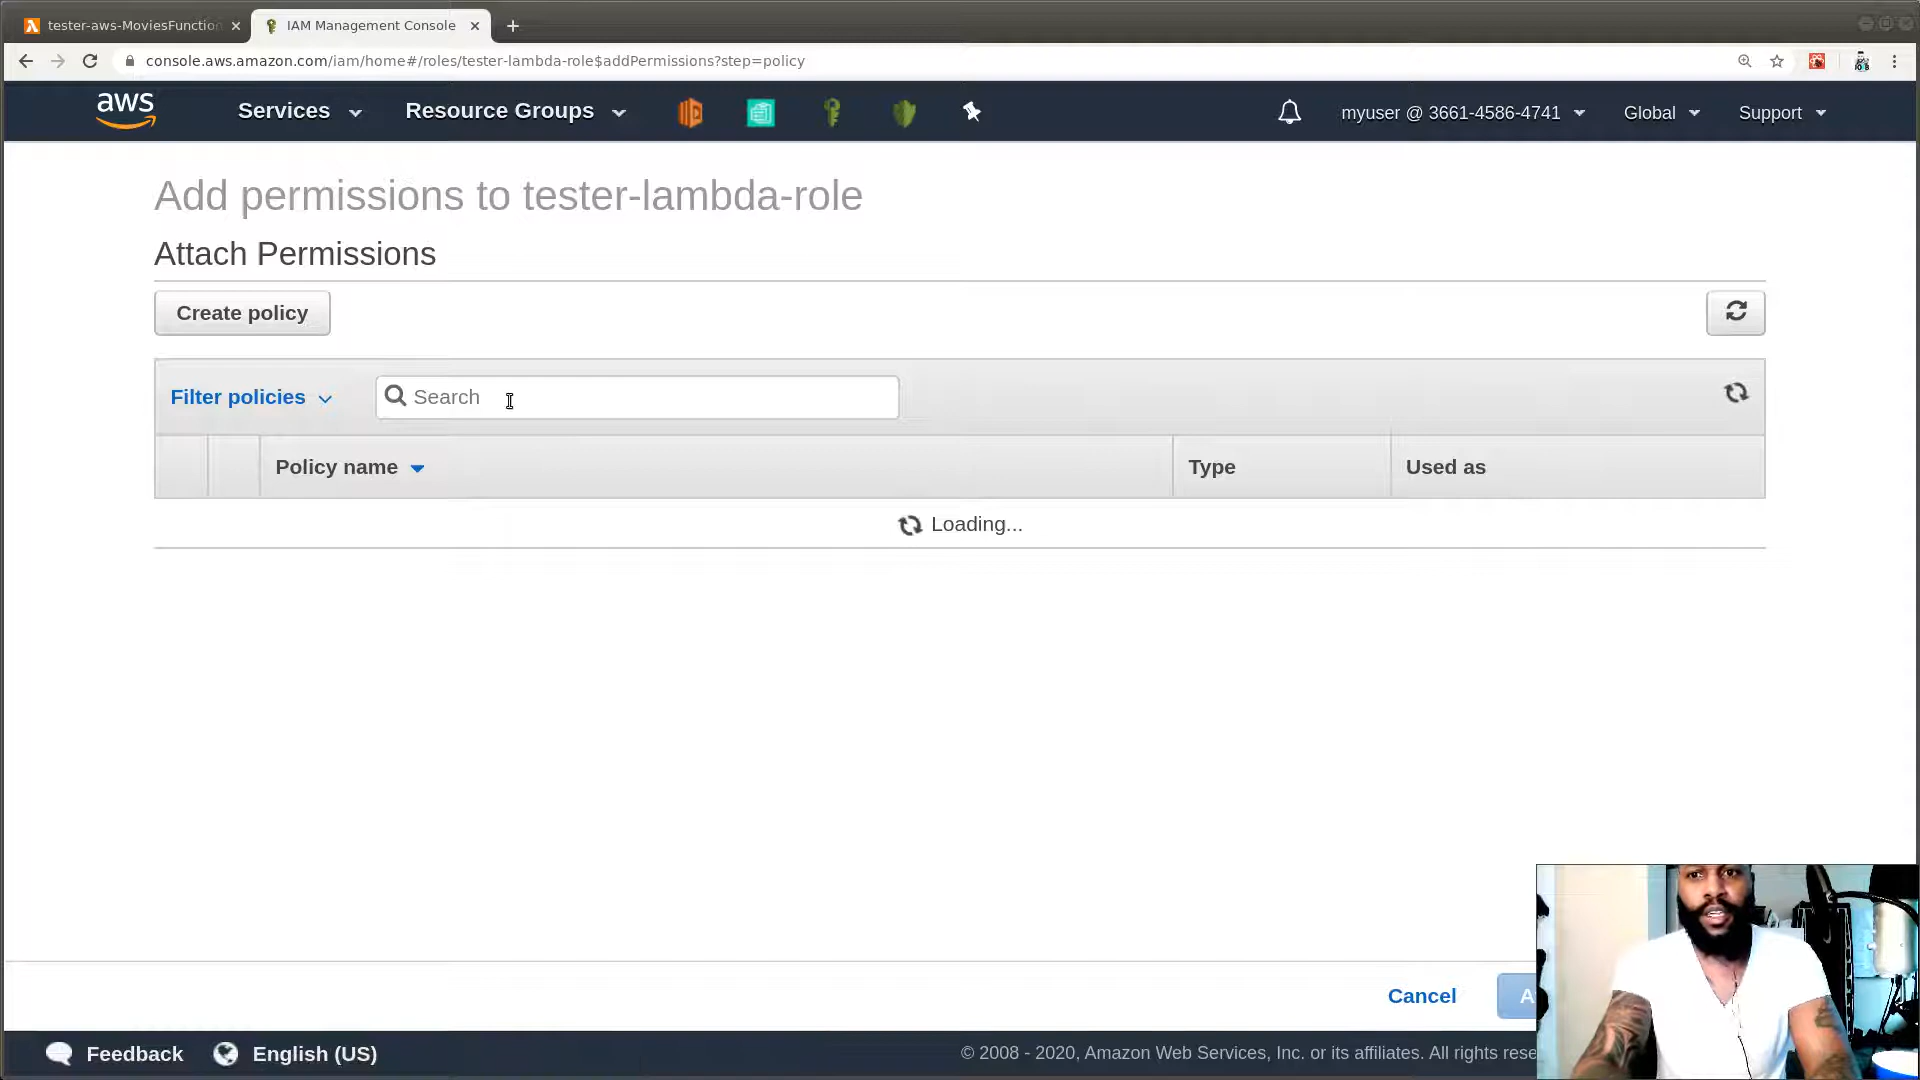 tester-aws-MoviesFunctio
IAM Management Console
console.aws.amazon.com/iam/home#/roles/tester-lambda-role$addPermissions?step=policy
aws
Services
Resource Groups
myuser @ 3661-4586-4741
Global
Support
Add permissions to tester-lambda-role
Attach Permissions
Create policy
Filter policies
Search
Policy name
Type
Used as
Loading...
Cancel
A
Feedback
English (US)
© 2008 - 2020, Amazon Web Services, Inc. or its affiliates. All rights rese